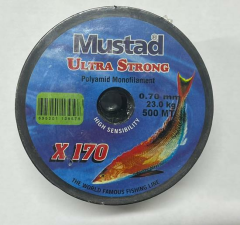 Mustad
ULTRA STRONG
Polyamid Monofilament
0.70 mm
23.0 kg
500 MT
HIGH SENSIBILITY
X 170
THE WORLD FAMOUS FISHING LINE